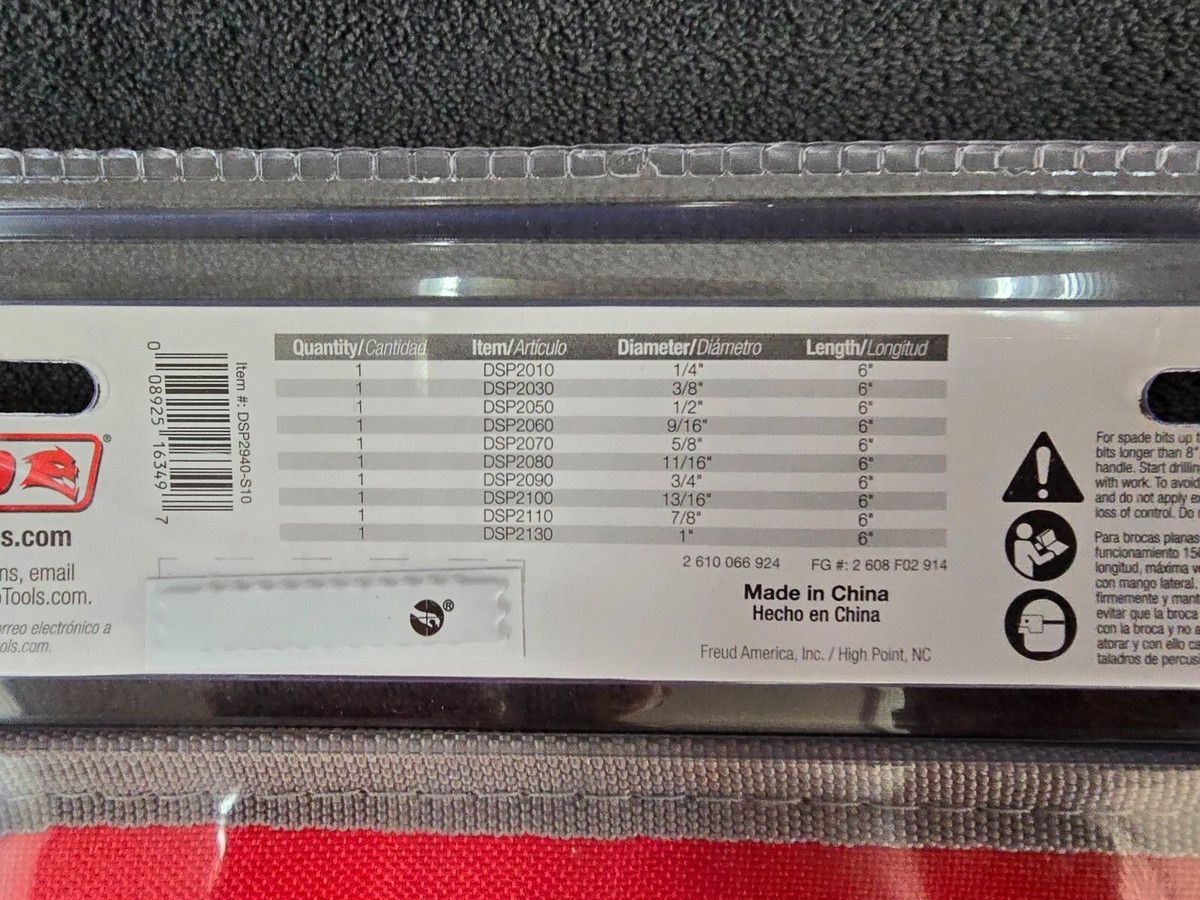 Quantity/Cantidad Item/Artículo Diameter/Diámetro Length/Longitud
1 DSP2010 1/4" 6"
1 DSP2030 3/8" 6"
1 DSP2050 1/2" 6"
1 DSP2060 9/16" 6"
1 DSP2070 5/8" 6"
1 DSP2080 11/16" 6"
1 DSP2090 3/4" 6"
1 DSP2100 13/16" 6"
1 DSP2110 7/8" 6"
1 DSP2130 1" 6"
2 610 066 924 FG #: 2 608 F02 914
Made in China
Hecho en China
Freud America, Inc. / High Point, NC
Item #: DSP2940-S10
0 08925 16349 7
®
s.com
ns, email
Tools.com.
rreo electrónico a
ols.com.
®
For spade bits up
bits longer than 8"
handle. Start drillin
with work. To avoid
and do not apply e
loss of control. Do
Para brocas planas
funcionamiento 15
longitud, máxima v
con mango lateral.
firmemente y mant
evitar que la broca
con la broca y no e
atorar y con ello ca
taladros de percus